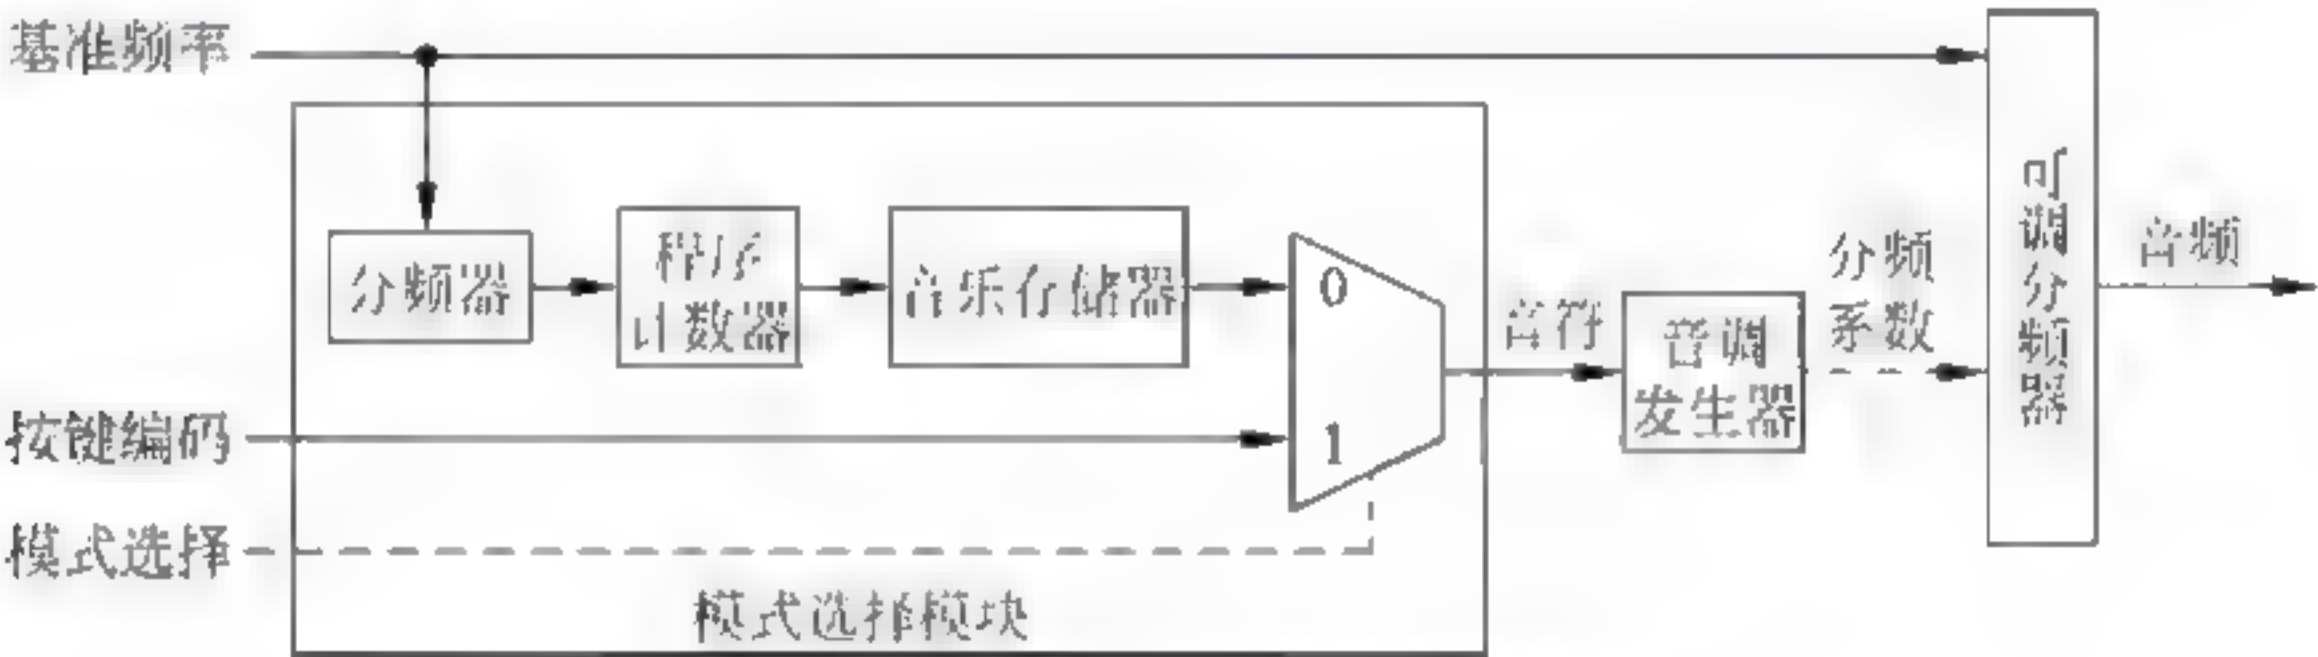 基准频率
分频器
程序
计数器
音乐存储器
0
1
按键编码
模式选择
模式选择模块
音符
音调
发生器
分频
系数
可调分频器
音频